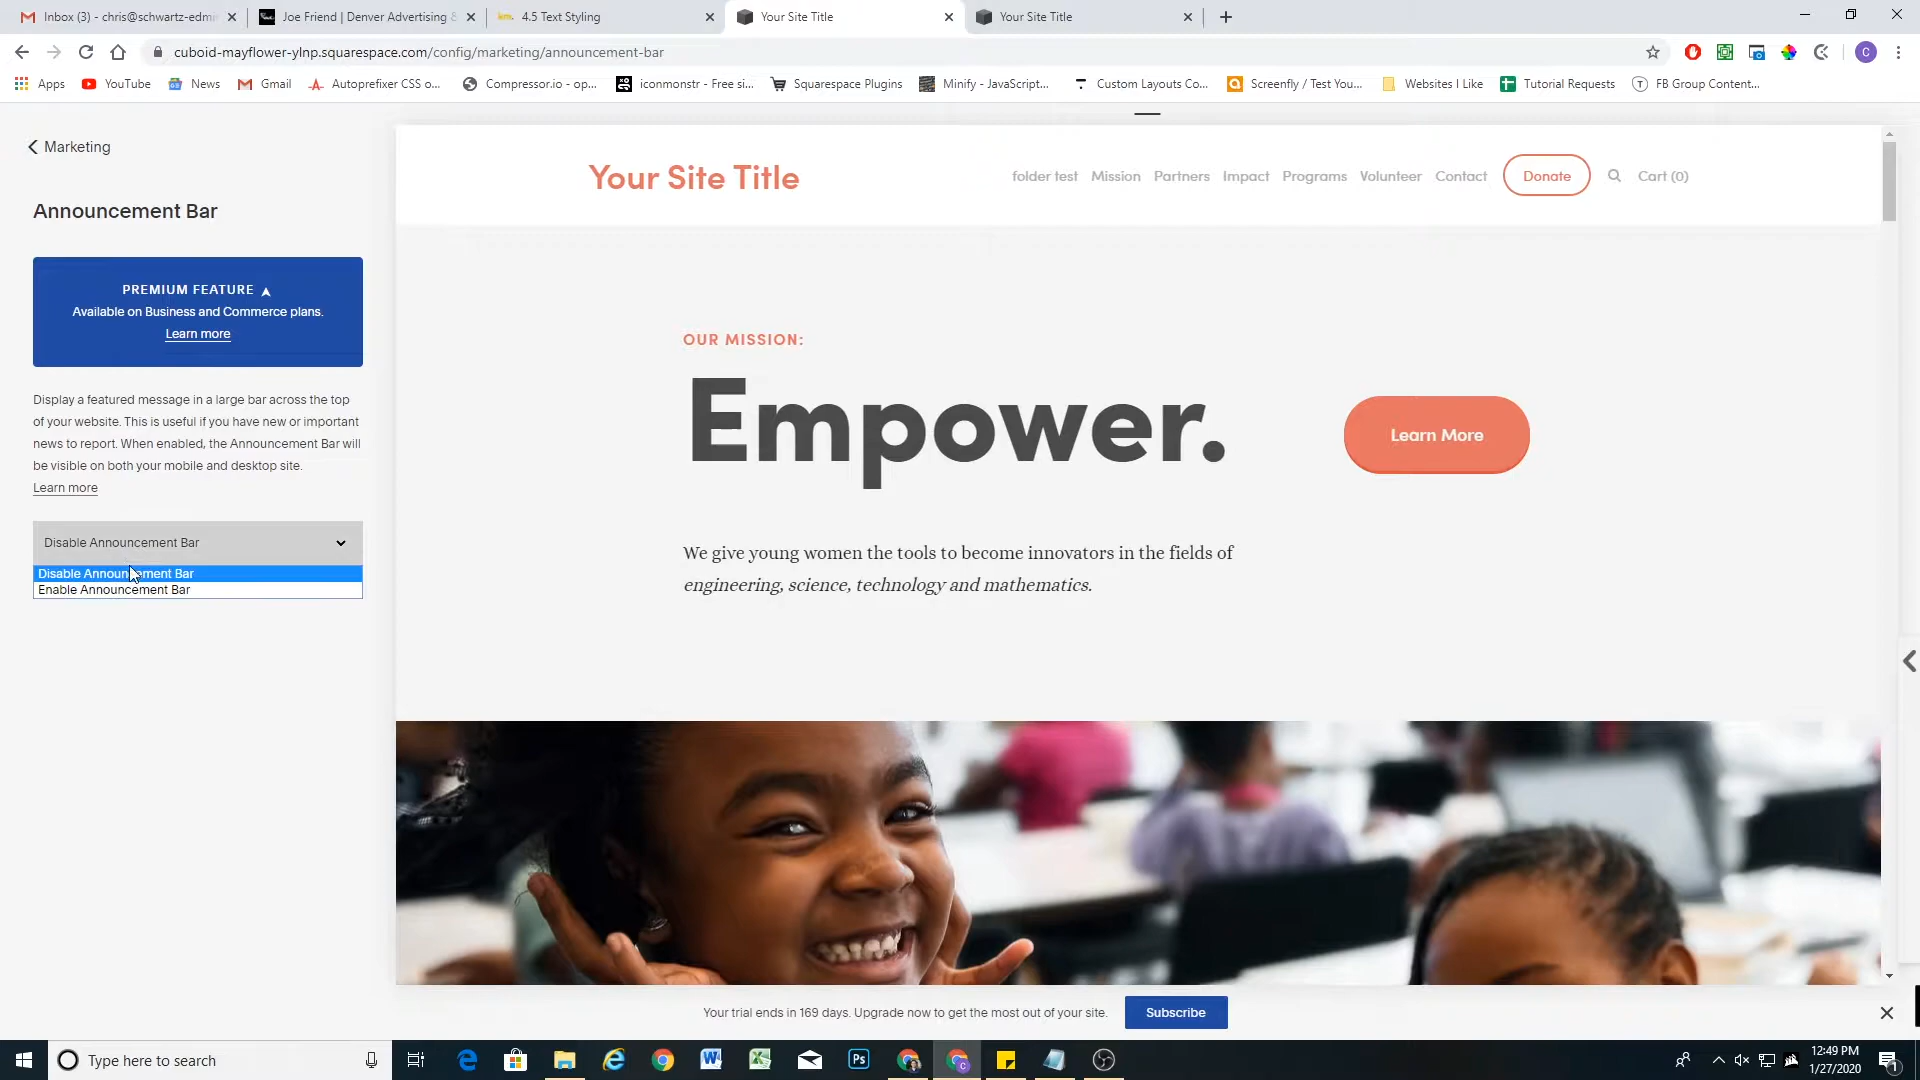 Inbox (3) - chris@schwartz-edm
Joe Friend | Denver Advertising &
4.5 Text Styling
Your Site Title
Your Site Title
cuboid-mayflower-ylnp.squarespace.com/config/marketing/announcement-bar
C
Apps
YouTube
News
Gmail
Autoprefixer CSS o...
Compressor.io - op...
iconmonstr - Free si...
Squarespace Plugins
Minify - JavaScript...
Custom Layouts Co...
Screenfly / Test You...
Websites I Like
Tutorial Requests
FB Group Content...
Marketing
Announcement Bar
PREMIUM FEATURE
Available on Business and Commerce plans.
Learn more
Display a featured message in a large bar across the top
of your website. This is useful if you have new or important
news to report. When enabled, the Announcement Bar will
be visible on both your mobile and desktop site.
Learn more
Disable Announcement Bar
Disable Announcement Bar
Enable Announcement Bar
Your Site Title
folder test
Mission
Partners
Impact
Programs
Volunteer
Contact
Donate
Cart (0)
OUR MISSION:
Empower.
Learn More
We give young women the tools to become innovators in the fields of
engineering, science, technology and mathematics.
Your trial ends in 169 days. Upgrade now to get the most out of your site.
Subscribe
Type here to search
Ps
12:49 PM
1/27/2020
1